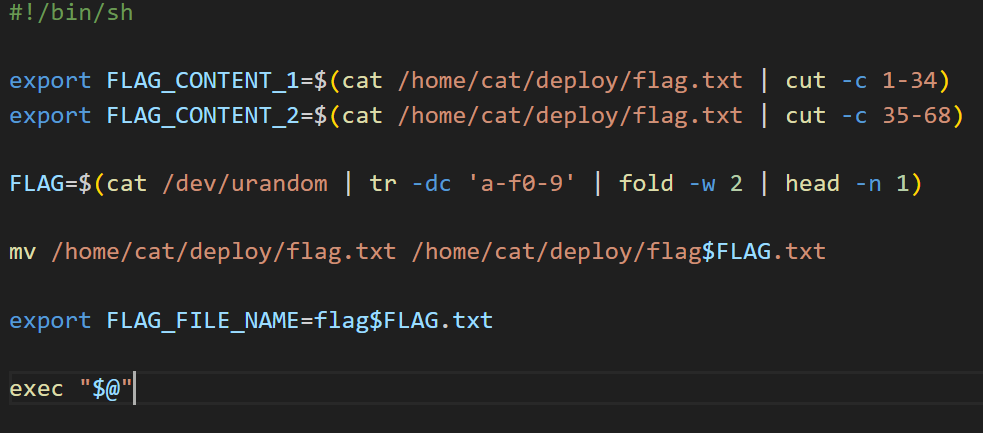 #!/bin/sh
export FLAG_CONTENT_1=$(cat /home/cat/deploy/flag.txt | cut -c 1-34)
export FLAG_CONTENT_2=$(cat /home/cat/deploy/flag.txt | cut -c 35-68)
FLAG=$(cat /dev/urandom | tr -dc 'a-f0-9' | fold -w 2 | head -n 1)
mv /home/cat/deploy/flag.txt /home/cat/deploy/flag$FLAG.txt
export FLAG_FILE_NAME=flag$FLAG.txt
exec "$@"